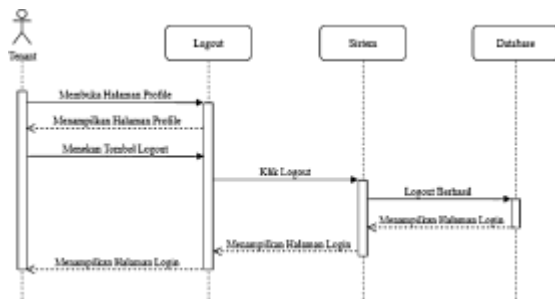 Tenant
Logout
Sistem
Database
Membuka Halaman Profile
Menampilkan Halaman Profile
Menekan Tombol Logout
Klik Logout
Logout Berhasil
Menampilkan Halaman Login
Menampilkan Halaman Login
Menampilkan Halaman Login